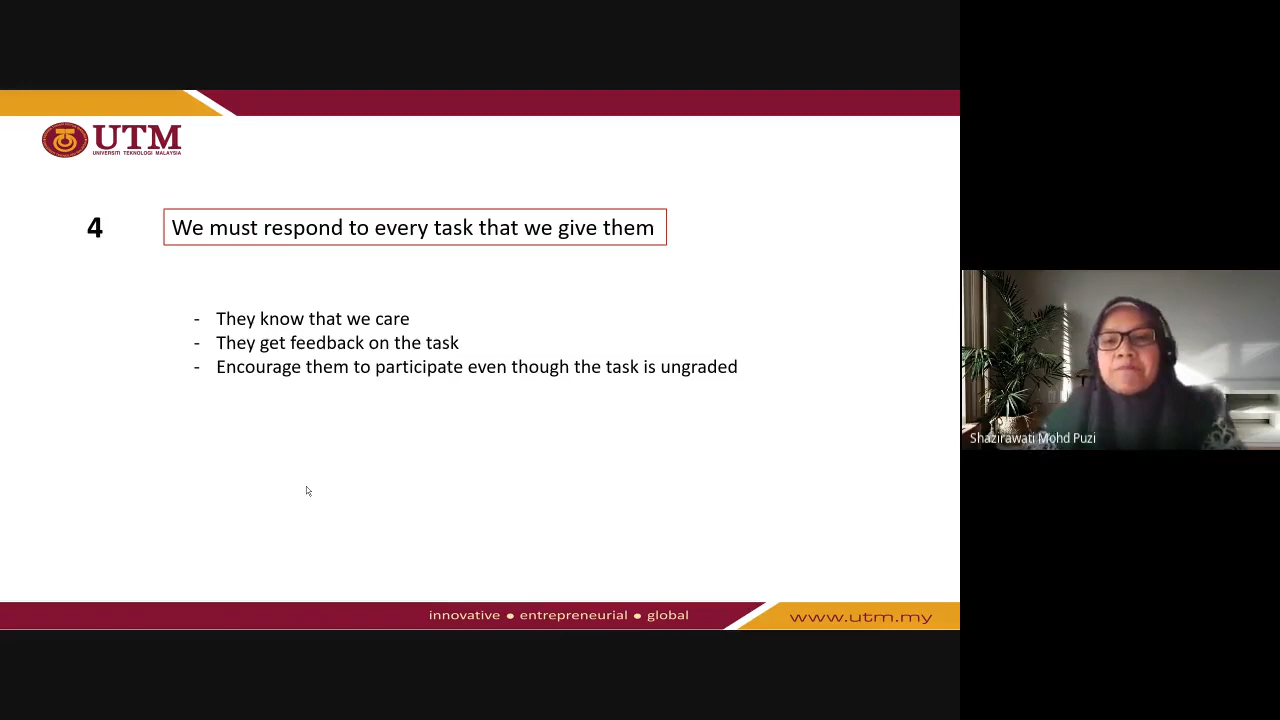 UTM
UNIVERSITI TEKNOLOGI MALAYSIA
4
We must respond to every task that we give them
- They know that we care
- They get feedback on the task
- Encourage them to participate even though the task is ungraded
Shazirawati Mohd Puzi
innovative ● entrepreneurial ● global
www.utm.my